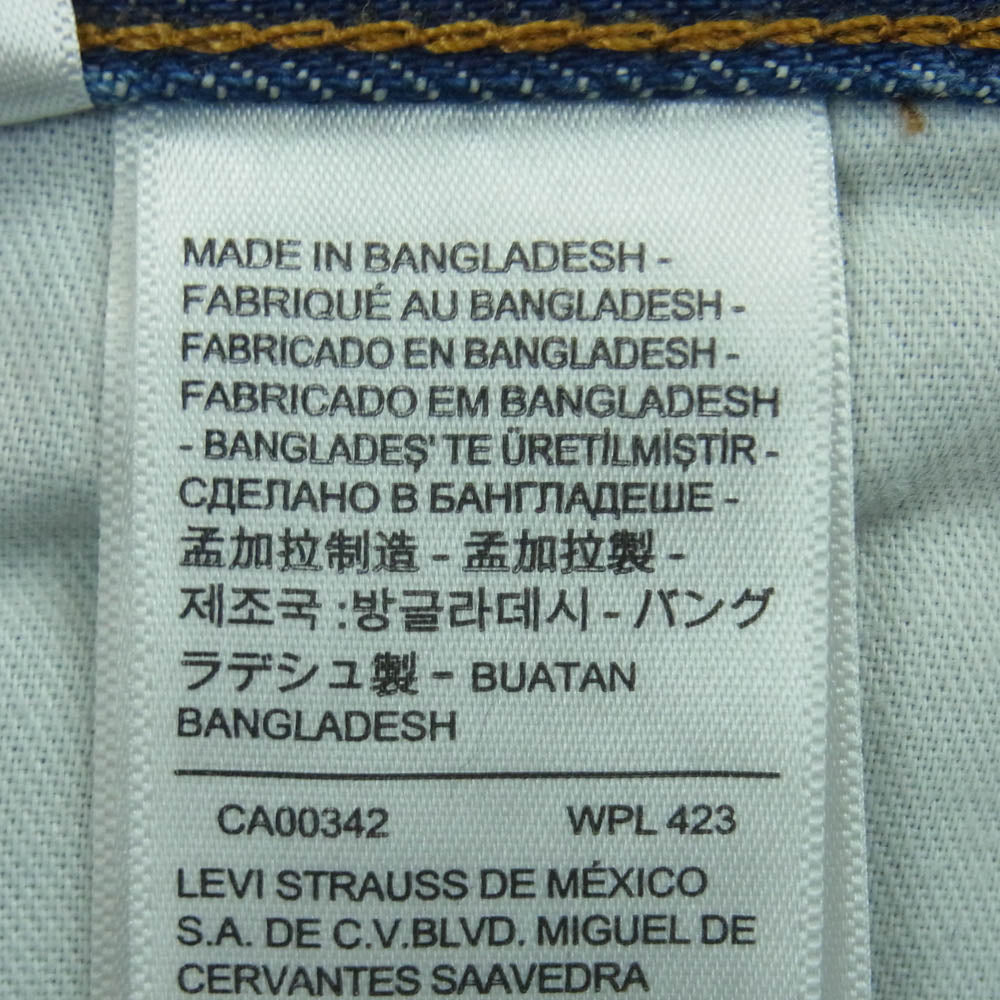 MADE IN BANGLADESH -
FABRIQUÉ AU BANGLADESH -
FABRICADO EN BANGLADESH -
FABRICADO EM BANGLADESH
- BANGLADEŞ' TE ÜRETİLMİŞTİR -
СДЕЛАНО В БАНГЛАДЕШЕ -
孟加拉制造 - 孟加拉製 -
제조국 :방글라데시 - バング
ラデシュ製 - BUATAN
BANGLADESH
CA00342 WPL 423
LEVI STRAUSS DE MÉXICO
S.A. DE C.V.BLVD. MIGUEL DE
CERVANTES SAAVEDRA